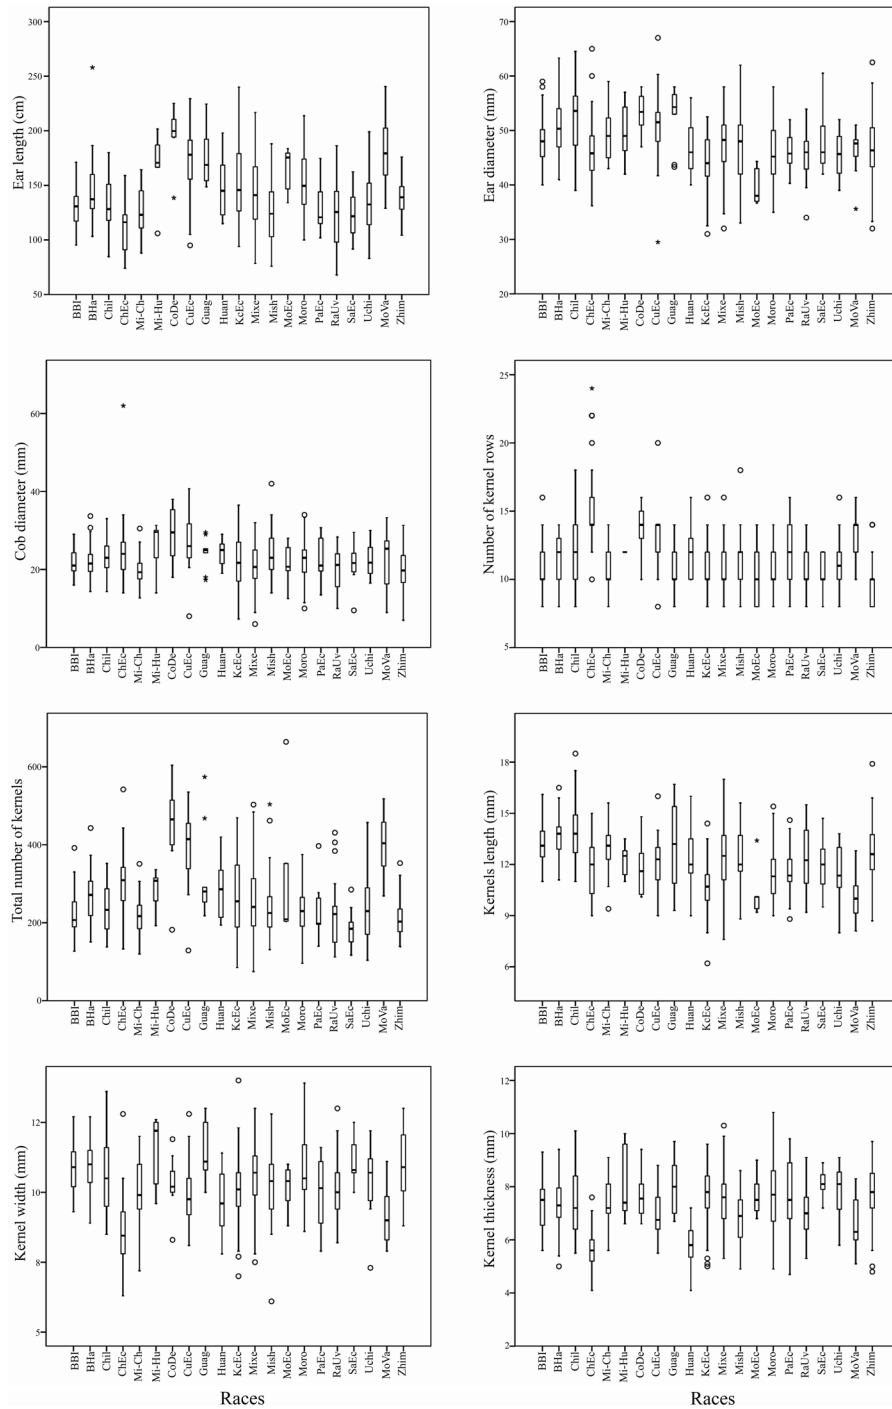 300
250
200
150
100
50
Ear length (cm)
BBl BHa Chil ChEc Mi-Ch Mi-Hu CoDe CuEc Guag Huan KcEc Mixe Mish MoEc Moro PaEc RaUv SaEc Uchi MoVa Zhim
70
60
50
40
30
20
Ear diameter (mm)
BBl BHa Chil ChEc Mi-Ch Mi-Hu CoDe CuEc Guag Huan KcEc Mixe Mish MoEc Moro PaEc RaUv SaEc Uchi MoVa Zhim
60
40
20
0
Cob diameter (mm)
BBl BHa Chil ChEc Mi-Ch Mi-Hu CoDe CuEc Guag Huan KcEc Mixe Mish MoEc Moro PaEc RaUv SaEc Uchi MoVa Zhim
25
20
15
10
5
Number of kernel rows
BBl BHa Chil ChEc Mi-Ch Mi-Hu CoDe CuEc Guag Huan KcEc Mixe Mish MoEc Moro PaEc RaUv SaEc Uchi MoVa Zhim
600
400
200
0
Total number of kernels
BBl BHa Chil ChEc Mi-Ch Mi-Hu CoDe CuEc Guag Huan KcEc Mixe Mish MoEc Moro PaEc RaUv SaEc Uchi MoVa Zhim
18
15
12
9
6
Kernels length (mm)
BBl BHa Chil ChEc Mi-Ch Mi-Hu CoDe CuEc Guag Huan KcEc Mixe Mish MoEc Moro PaEc RaUv SaEc Uchi MoVa Zhim
12
10
8
5
Kernel width (mm)
BBl BHa Chil ChEc Mi-Ch Mi-Hu CoDe CuEc Guag Huan KcEc Mixe Mish MoEc Moro PaEc RaUv SaEc Uchi MoVa Zhim
Races
12
10
8
6
4
2
Kernel thickness (mm)
BBl BHa Chil ChEc Mi-Ch Mi-Hu CoDe CuEc Guag Huan KcEc Mixe Mish MoEc Moro PaEc RaUv SaEc Uchi MoVa Zhim
Races